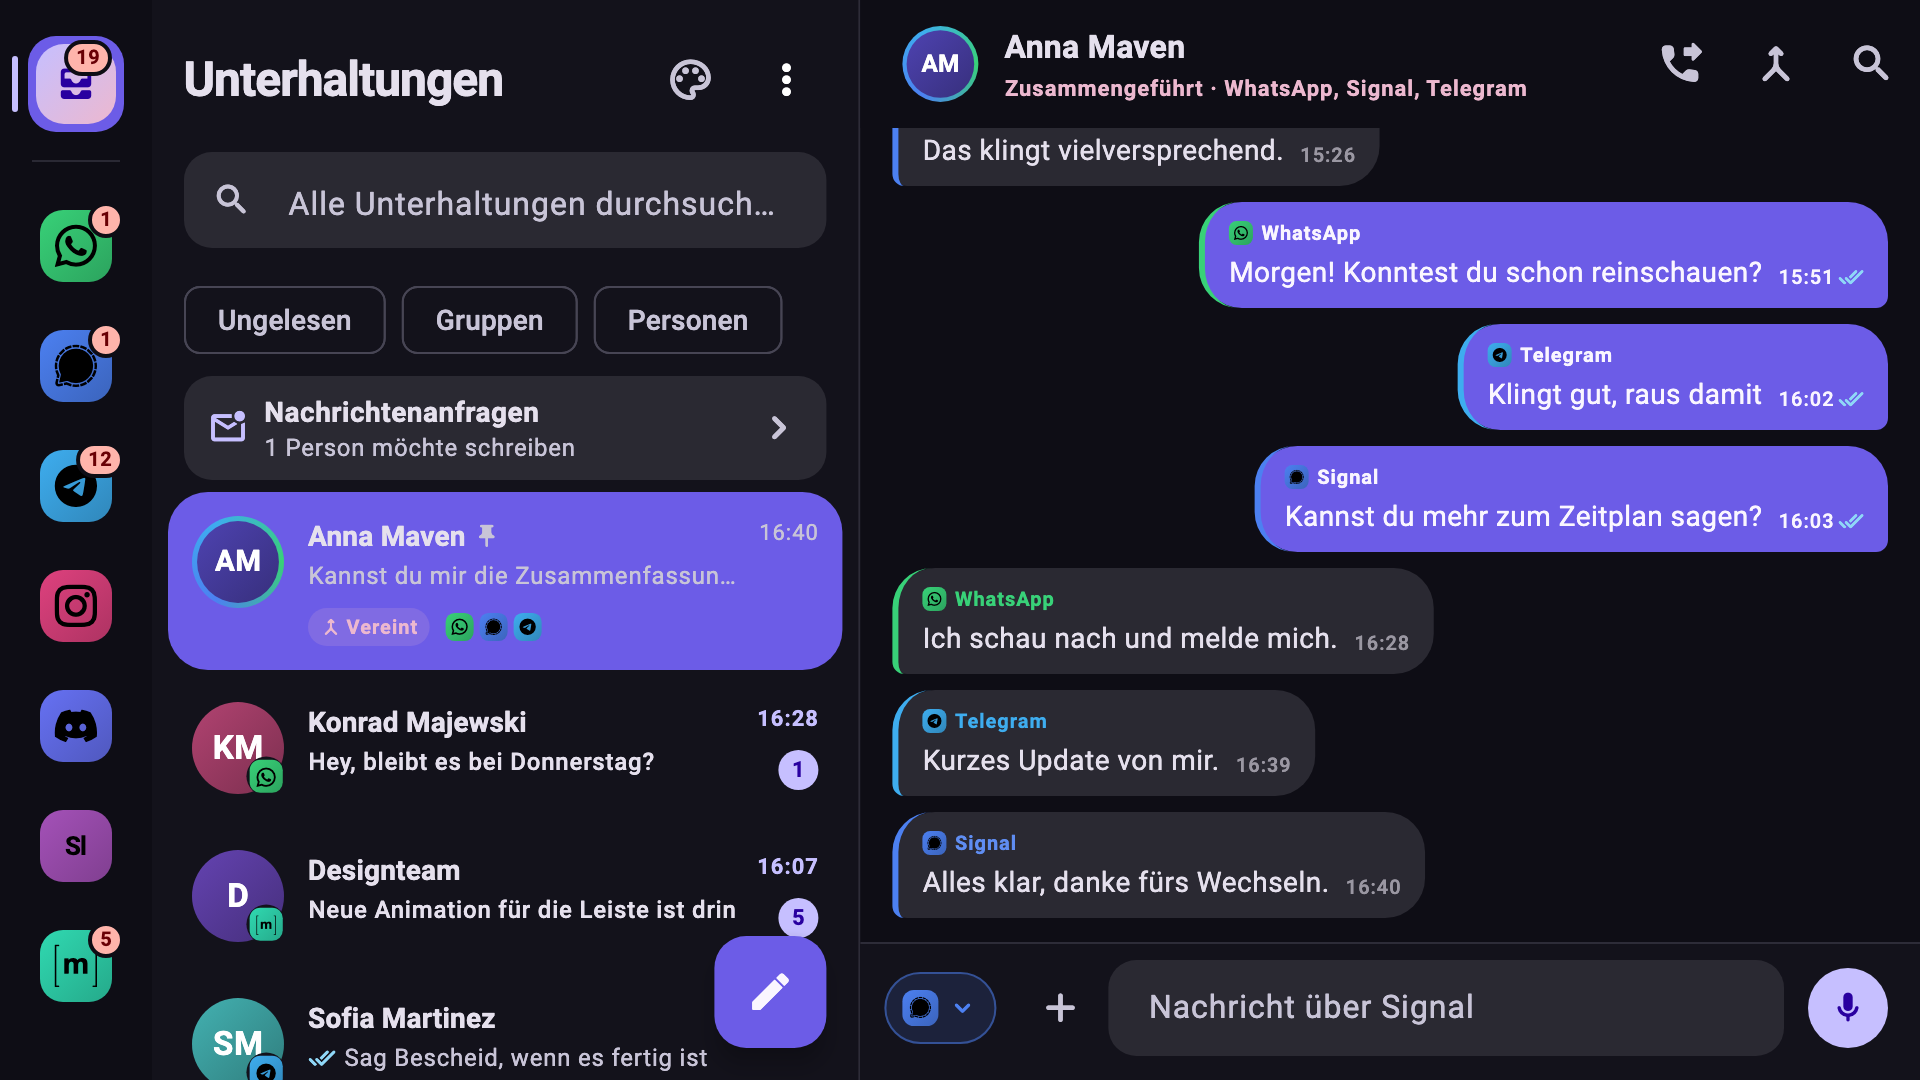 19
1
1
12
Sl
[m]
5
Unterhaltungen
Alle Unterhaltungen durchsuch...
Ungelesen
Gruppen
Personen
Nachrichtenanfragen
1 Person möchte schreiben
AM
Anna Maven
16:40
Kannst du mir die Zusammenfassun...
Vereint
KM
Konrad Majewski
16:28
Hey, bleibt es bei Donnerstag?
1
D
[m]
Designteam
16:07
Neue Animation für die Leiste ist drin
5
SM
Sofia Martinez
Sag Bescheid, wenn es fertig ist
AM
Anna Maven
Zusammengeführt · WhatsApp, Signal, Telegram
Das klingt vielversprechend. 15:26
WhatsApp
Morgen! Konntest du schon reinschauen? 15:51
Telegram
Klingt gut, raus damit 16:02
Signal
Kannst du mehr zum Zeitplan sagen? 16:03
WhatsApp
Ich schau nach und melde mich. 16:28
Telegram
Kurzes Update von mir. 16:39
Signal
Alles klar, danke fürs Wechseln. 16:40
Nachricht über Signal